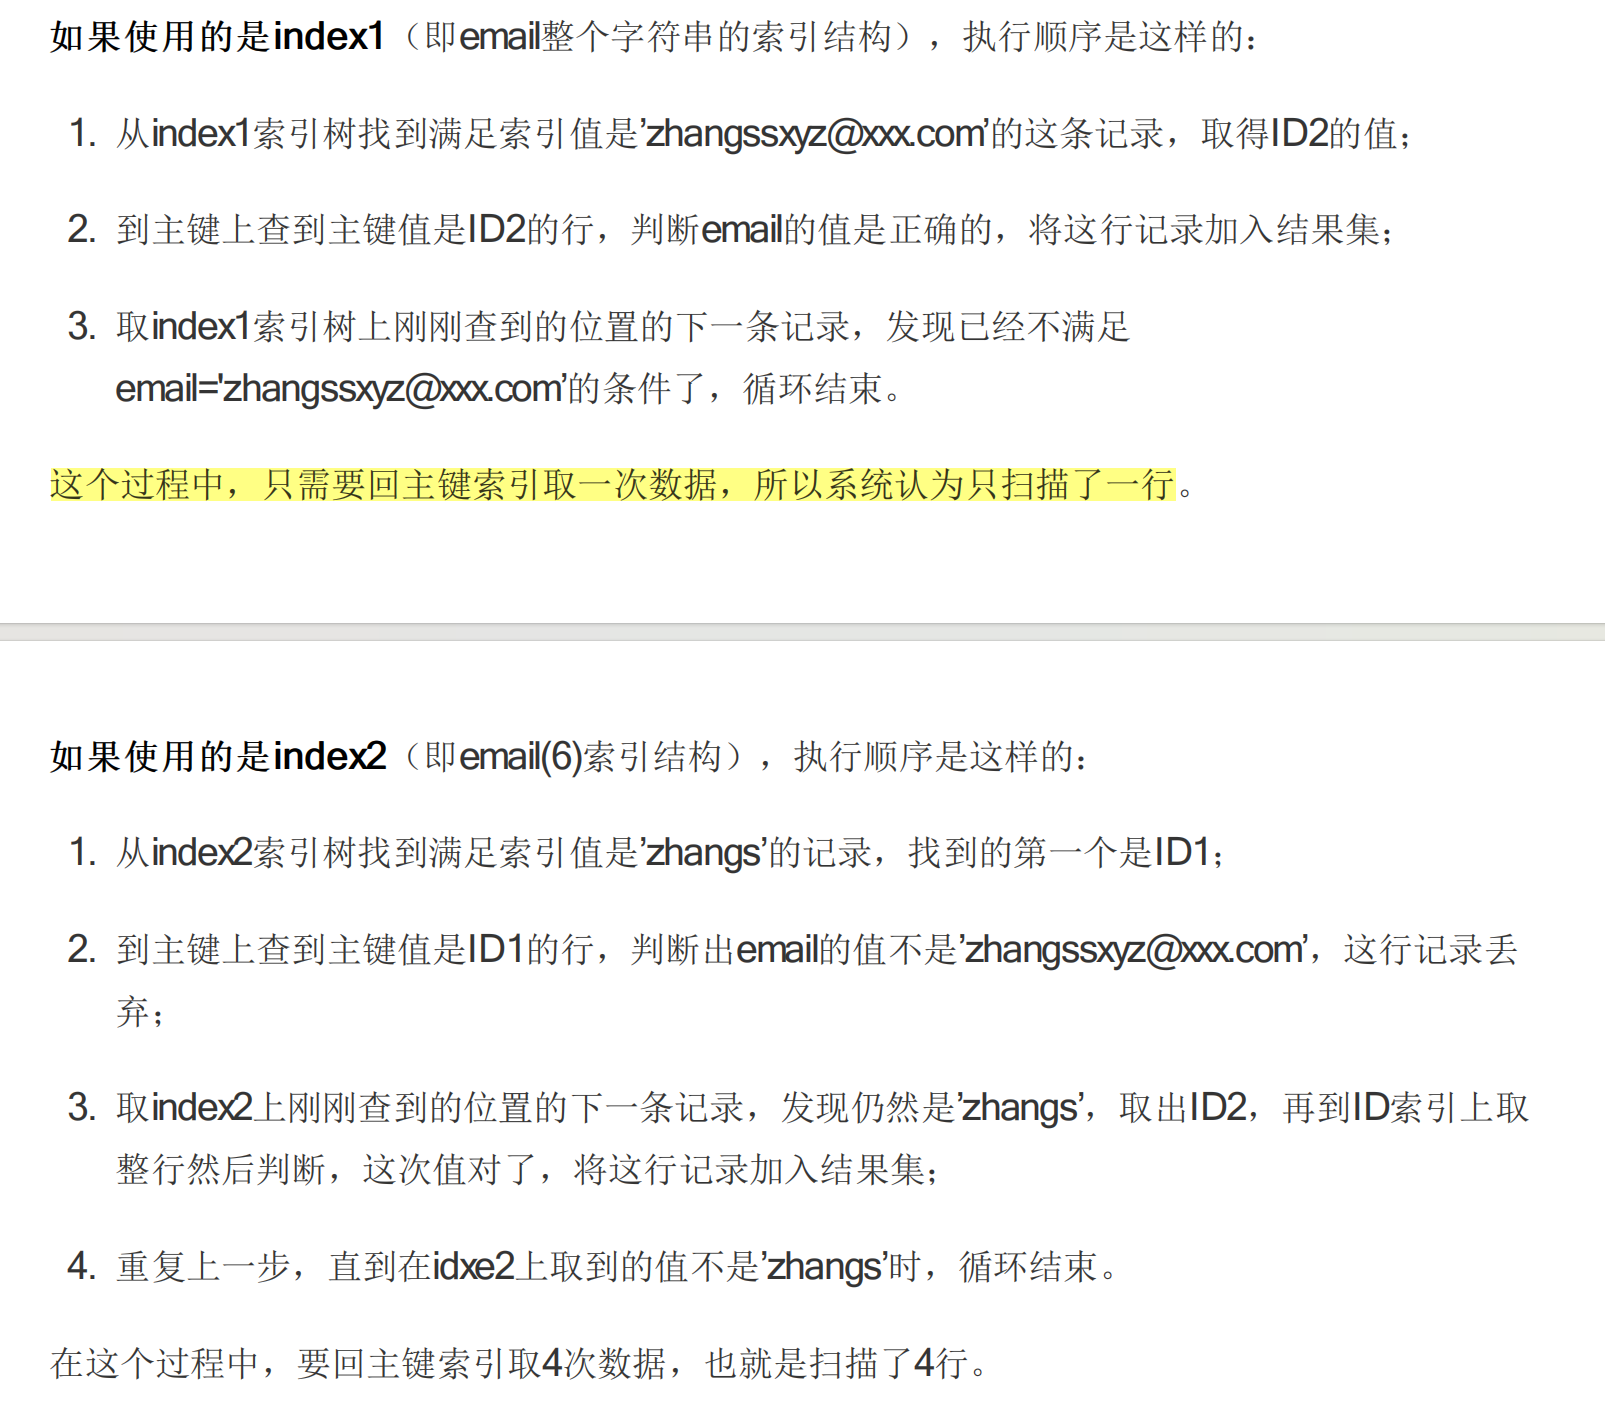 如果使用的是index1（即email整个字符串的索引结构），执行顺序是这样的：
1. 从index1索引树找到满足索引值是’zhangssxyz@xxx.com’的这条记录，取得ID2的值；
2. 到主键上查到主键值是ID2的行，判断email的值是正确的，将这行记录加入结果集；
3. 取index1索引树上刚刚查到的位置的下一条记录，发现已经不满足
email='zhangssxyz@xxx.com’的条件了，循环结束。
这个过程中，只需要回主键索引取一次数据，所以系统认为只扫描了一行。
如果使用的是index2（即email(6)索引结构），执行顺序是这样的：
1. 从index2索引树找到满足索引值是’zhangs’的记录，找到的第一个是ID1；
2. 到主键上查到主键值是ID1的行，判断出email的值不是’zhangssxyz@xxx.com’，这行记录丢
弃；
3. 取index2上刚刚查到的位置的下一条记录，发现仍然是’zhangs’，取出ID2，再到ID索引上取
整行然后判断，这次值对了，将这行记录加入结果集；
4. 重复上一步，直到在idxe2上取到的值不是’zhangs’时，循环结束。
在这个过程中，要回主键索引取4次数据，也就是扫描了4行。